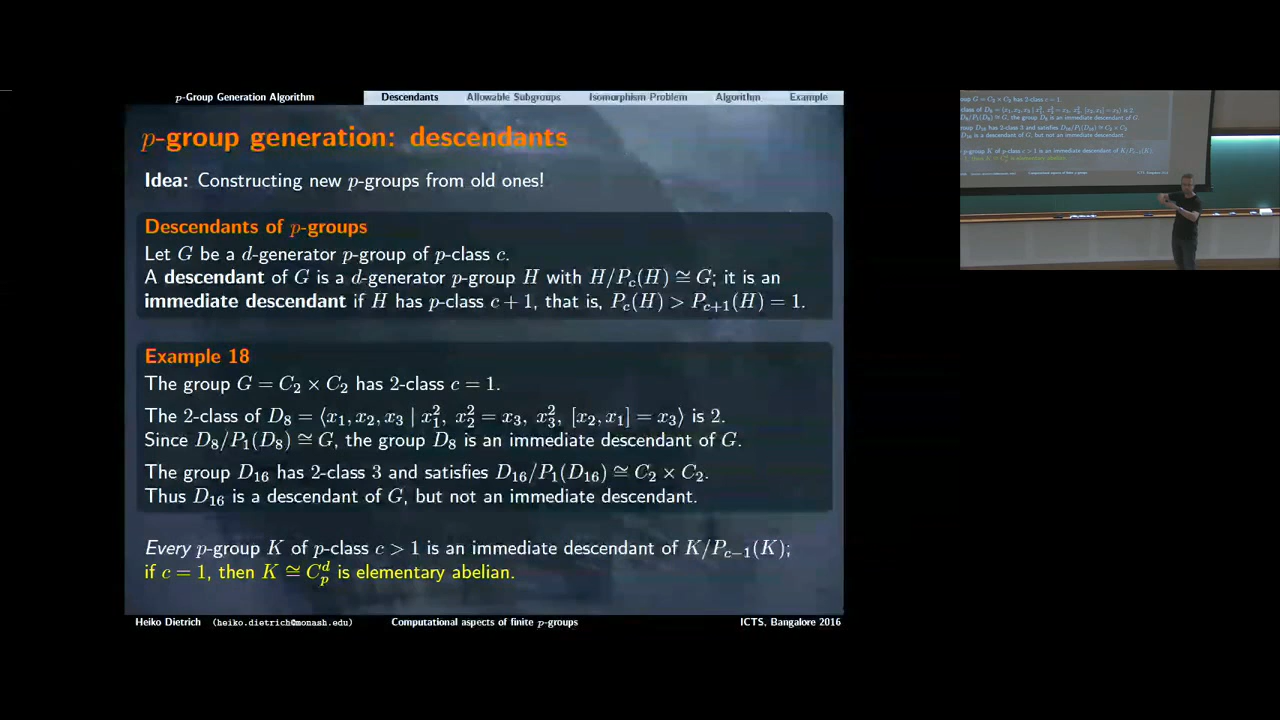 p-Group Generation Algorithm Descendants Allowable Subgroups Isomorphism Problem Algorithm Example
p-group generation: descendants
Idea: Constructing new p-groups from old ones!
Descendants of p-groups
Let G be a d-generator p-group of p-class c.
A descendant of G is a d-generator p-group H with H/P_c(H) ≅ G; it is an
immediate descendant if H has p-class c + 1, that is, P_c(H) > P_{c+1}(H) = 1.
Example 18
The group G = C_2 × C_2 has 2-class c = 1.
The 2-class of D_8 = ⟨x_1, x_2, x_3 | x_1^2, x_2^2 = x_3, x_3^2, [x_2, x_1] = x_3⟩ is 2.
Since D_8/P_1(D_8) ≅ G, the group D_8 is an immediate descendant of G.
The group D_16 has 2-class 3 and satisfies D_16/P_1(D_16) ≅ C_2 × C_2.
Thus D_16 is a descendant of G, but not an immediate descendant.
Every p-group K of p-class c > 1 is an immediate descendant of K/P_{c−1}(K);
if c = 1, then K ≅ C_p^d is elementary abelian.
Heiko Dietrich (heiko.dietrich@monash.edu) Computational aspects of finite p-groups ICTS, Bangalore 2016